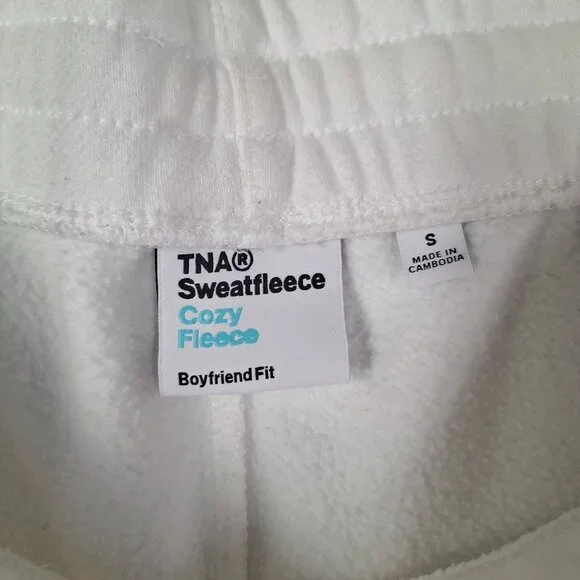 TNA®
Sweatfleece
Cozy
Fleece
Boyfriend Fit
S
MADE IN
CAMBODIA